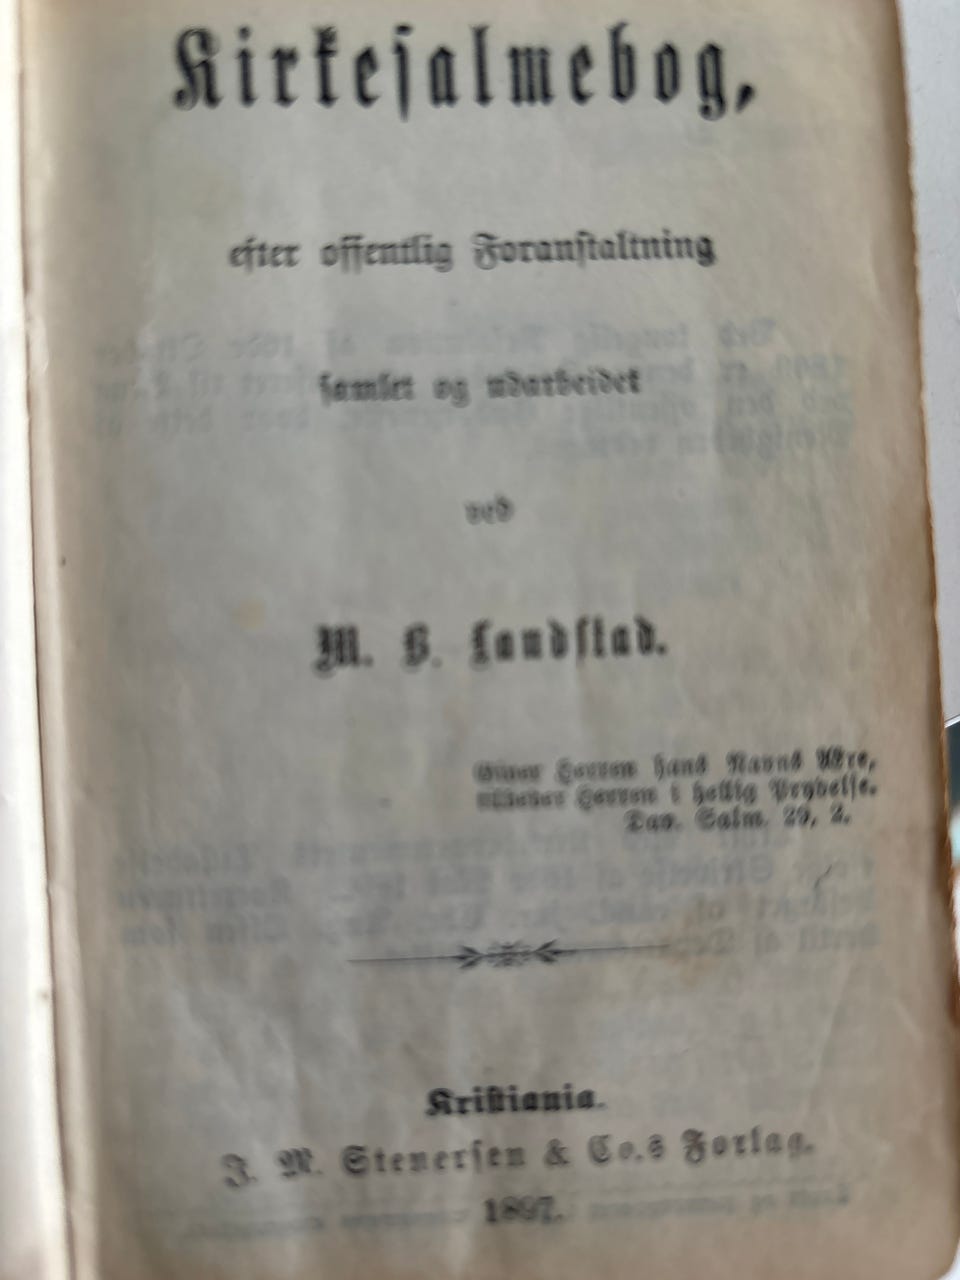 Kirkesalmebog,
efter offentlig Foranstaltning
samlet og udarbeidet
ved
M. B. Landstad.
Giver Herren hans Navns Ære,
tilbeder Herren i hellig Prydelse.
Dav. Salm. 29, 2.
Kristiania.
J. M. Stenersen & Co.s Forlag.
1897.